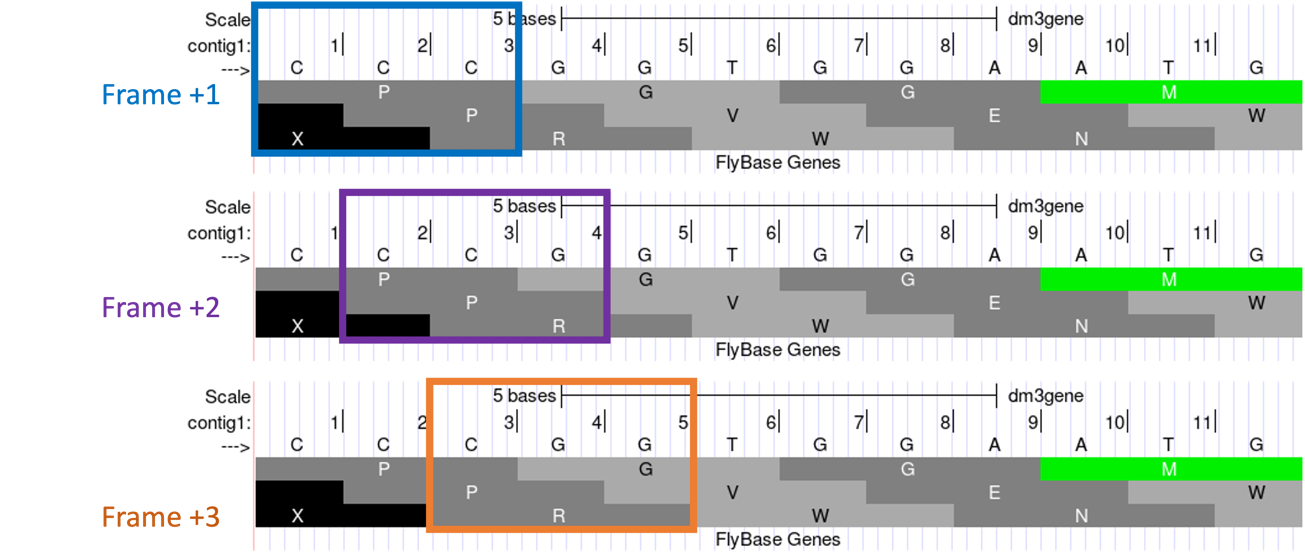 Scale 5 bases dm3gene
contig1: 1| 2| 3 4| 5| 6| 7| 8| 9| 10| 11|
---> C C C G G T G G A A T G
Frame +1 P G G M
P V E W
X R W N
FlyBase Genes
Scale 5 bases dm3gene
contig1: 1 2| 3| 4 5| 6| 7| 8| 9| 10| 11|
---> C C C G G T G G A A T G
P G G M
Frame +2 P V E W
X R W N
FlyBase Genes
Scale 5 bases dm3gene
contig1: 1| 2 3| 4| 5 6| 7| 8| 9| 10| 11|
---> C C C G G T G G A A T G
P G G M
P V E W
Frame +3 X R W N
FlyBase Genes